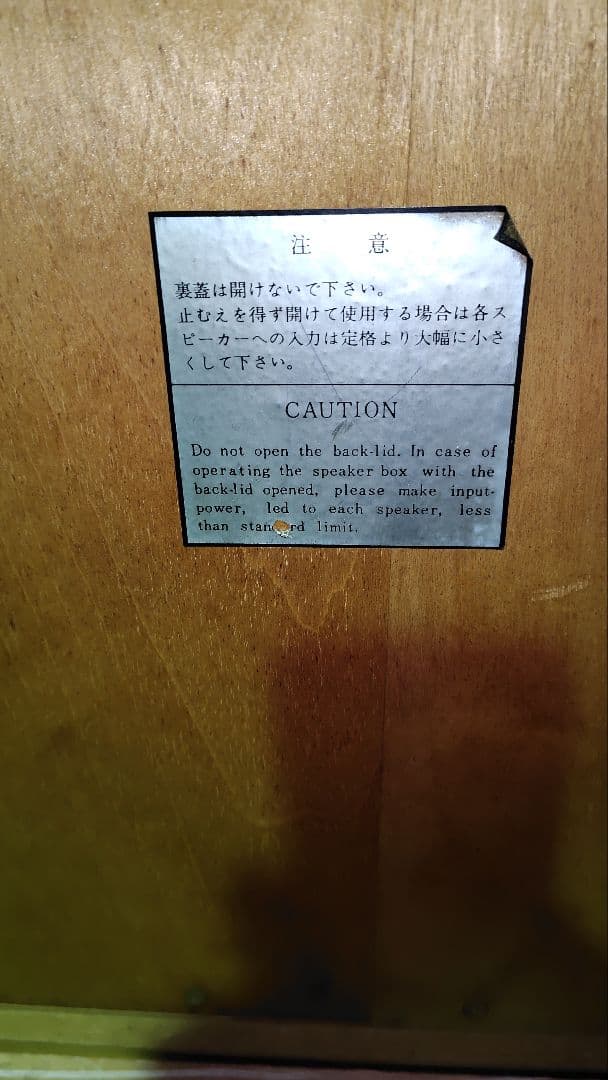 注 意
裏蓋は開けないで下さい。
止むえを得ず開けて使用する場合は各ス
ピーカーへの入力は定格より大幅に小さ
くして下さい。
CAUTION
Do not open the back-lid. In case of
operating the speaker box with the
back-lid opened, please make input-
power, led to each speaker, less
than limit.